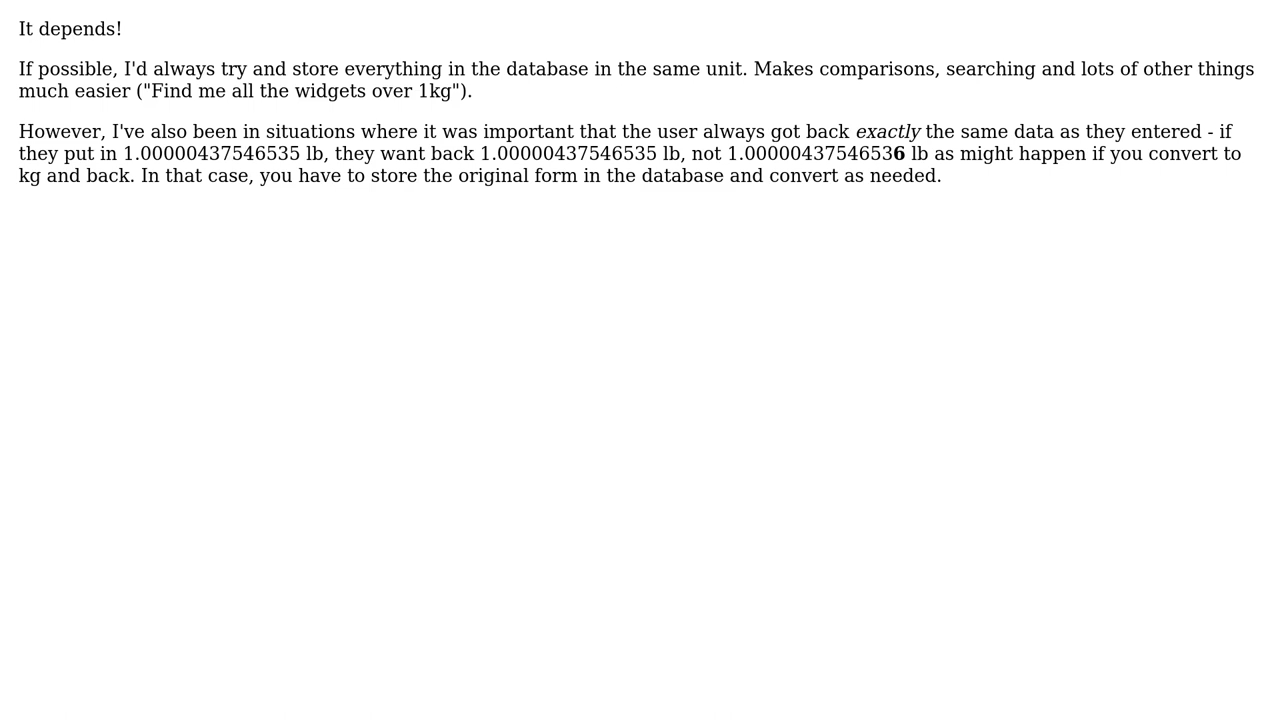 It depends!
If possible, I'd always try and store everything in the database in the same unit. Makes comparisons, searching and lots of other things
much easier ("Find me all the widgets over 1kg").
However, I've also been in situations where it was important that the user always got back exactly the same data as they entered - if
they put in 1.00000437546535 lb, they want back 1.00000437546535 lb, not 1.00000437546536 lb as might happen if you convert to
kg and back. In that case, you have to store the original form in the database and convert as needed.